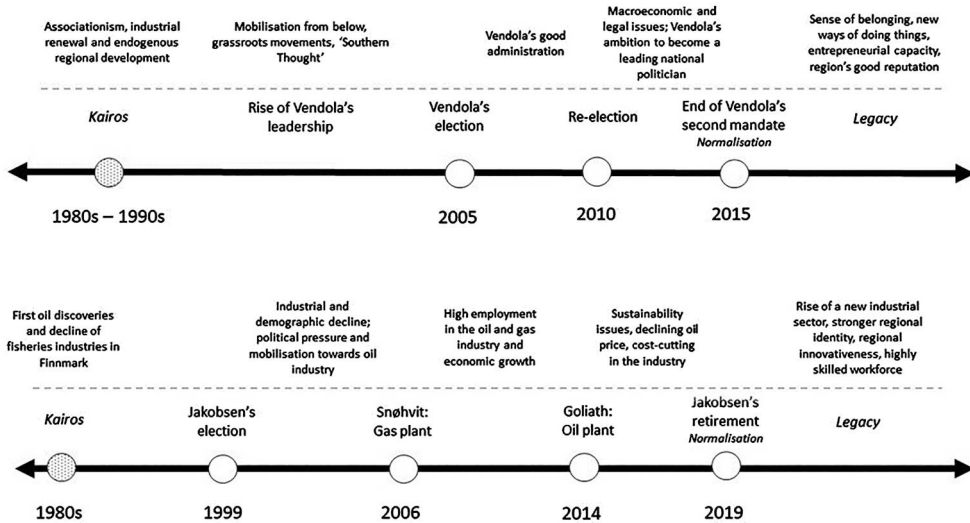 Associationism, industrial
renewal and endogenous
regional development
Mobilisation from below,
grassroots movements, ‘Southern
Thought’
Vendola’s good
administration
Macroeconomic and
legal issues; Vendola’s
ambition to become a
leading national
politician
Sense of belonging, new
ways of doing things,
entrepreneurial capacity,
region’s good reputation
Kairos
Rise of Vendola’s
leadership
Vendola’s
election
Re-election
End of Vendola’s
second mandate
Normalisation
Legacy
1980s – 1990s
2005
2010
2015
First oil discoveries
and decline of
fisheries industries in
Finnmark
Industrial and
demographic decline;
political pressure and
mobilisation towards oil
industry
High employment
in the oil and gas
industry and
economic growth
Sustainability
issues, declining oil
price, cost-cutting
in the industry
Rise of a new industrial
sector, stronger regional
identity, regional
innovativeness, highly
skilled workforce
Kairos
Jakobsen’s
election
Snøhvit:
Gas plant
Goliath:
Oil plant
Jakobsen’s
retirement
Normalisation
Legacy
1980s
1999
2006
2014
2019